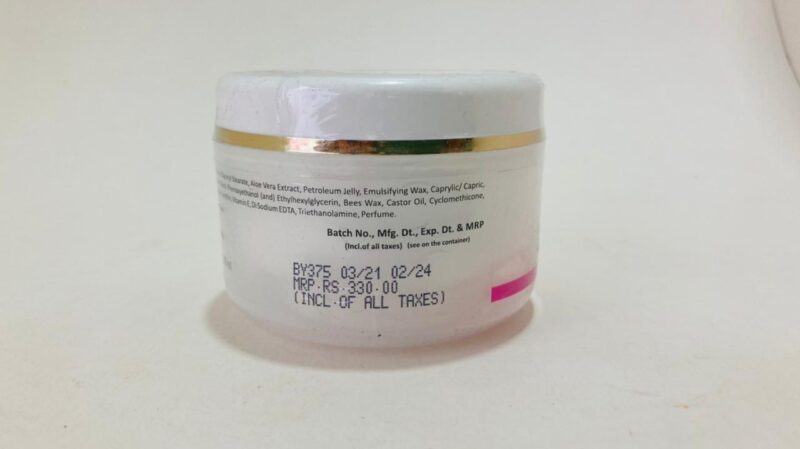 Stearate, Aloe Vera Extract, Petroleum Jelly, Emulsifying Wax, Caprylic/ Capric,
Phenoxyethanol (and) Ethylhexylglycerin, Bees Wax, Castor Oil, Cyclomethicone,
Vitamin E, Di Sodium EDTA, Triethanolamine, Perfume.
Batch No., Mfg. Dt., Exp. Dt. & MRP
(Incl.of all taxes) (see on the container)
BY375 03/21 02/24
MRP.RS.330.00
(INCL.OF ALL TAXES)